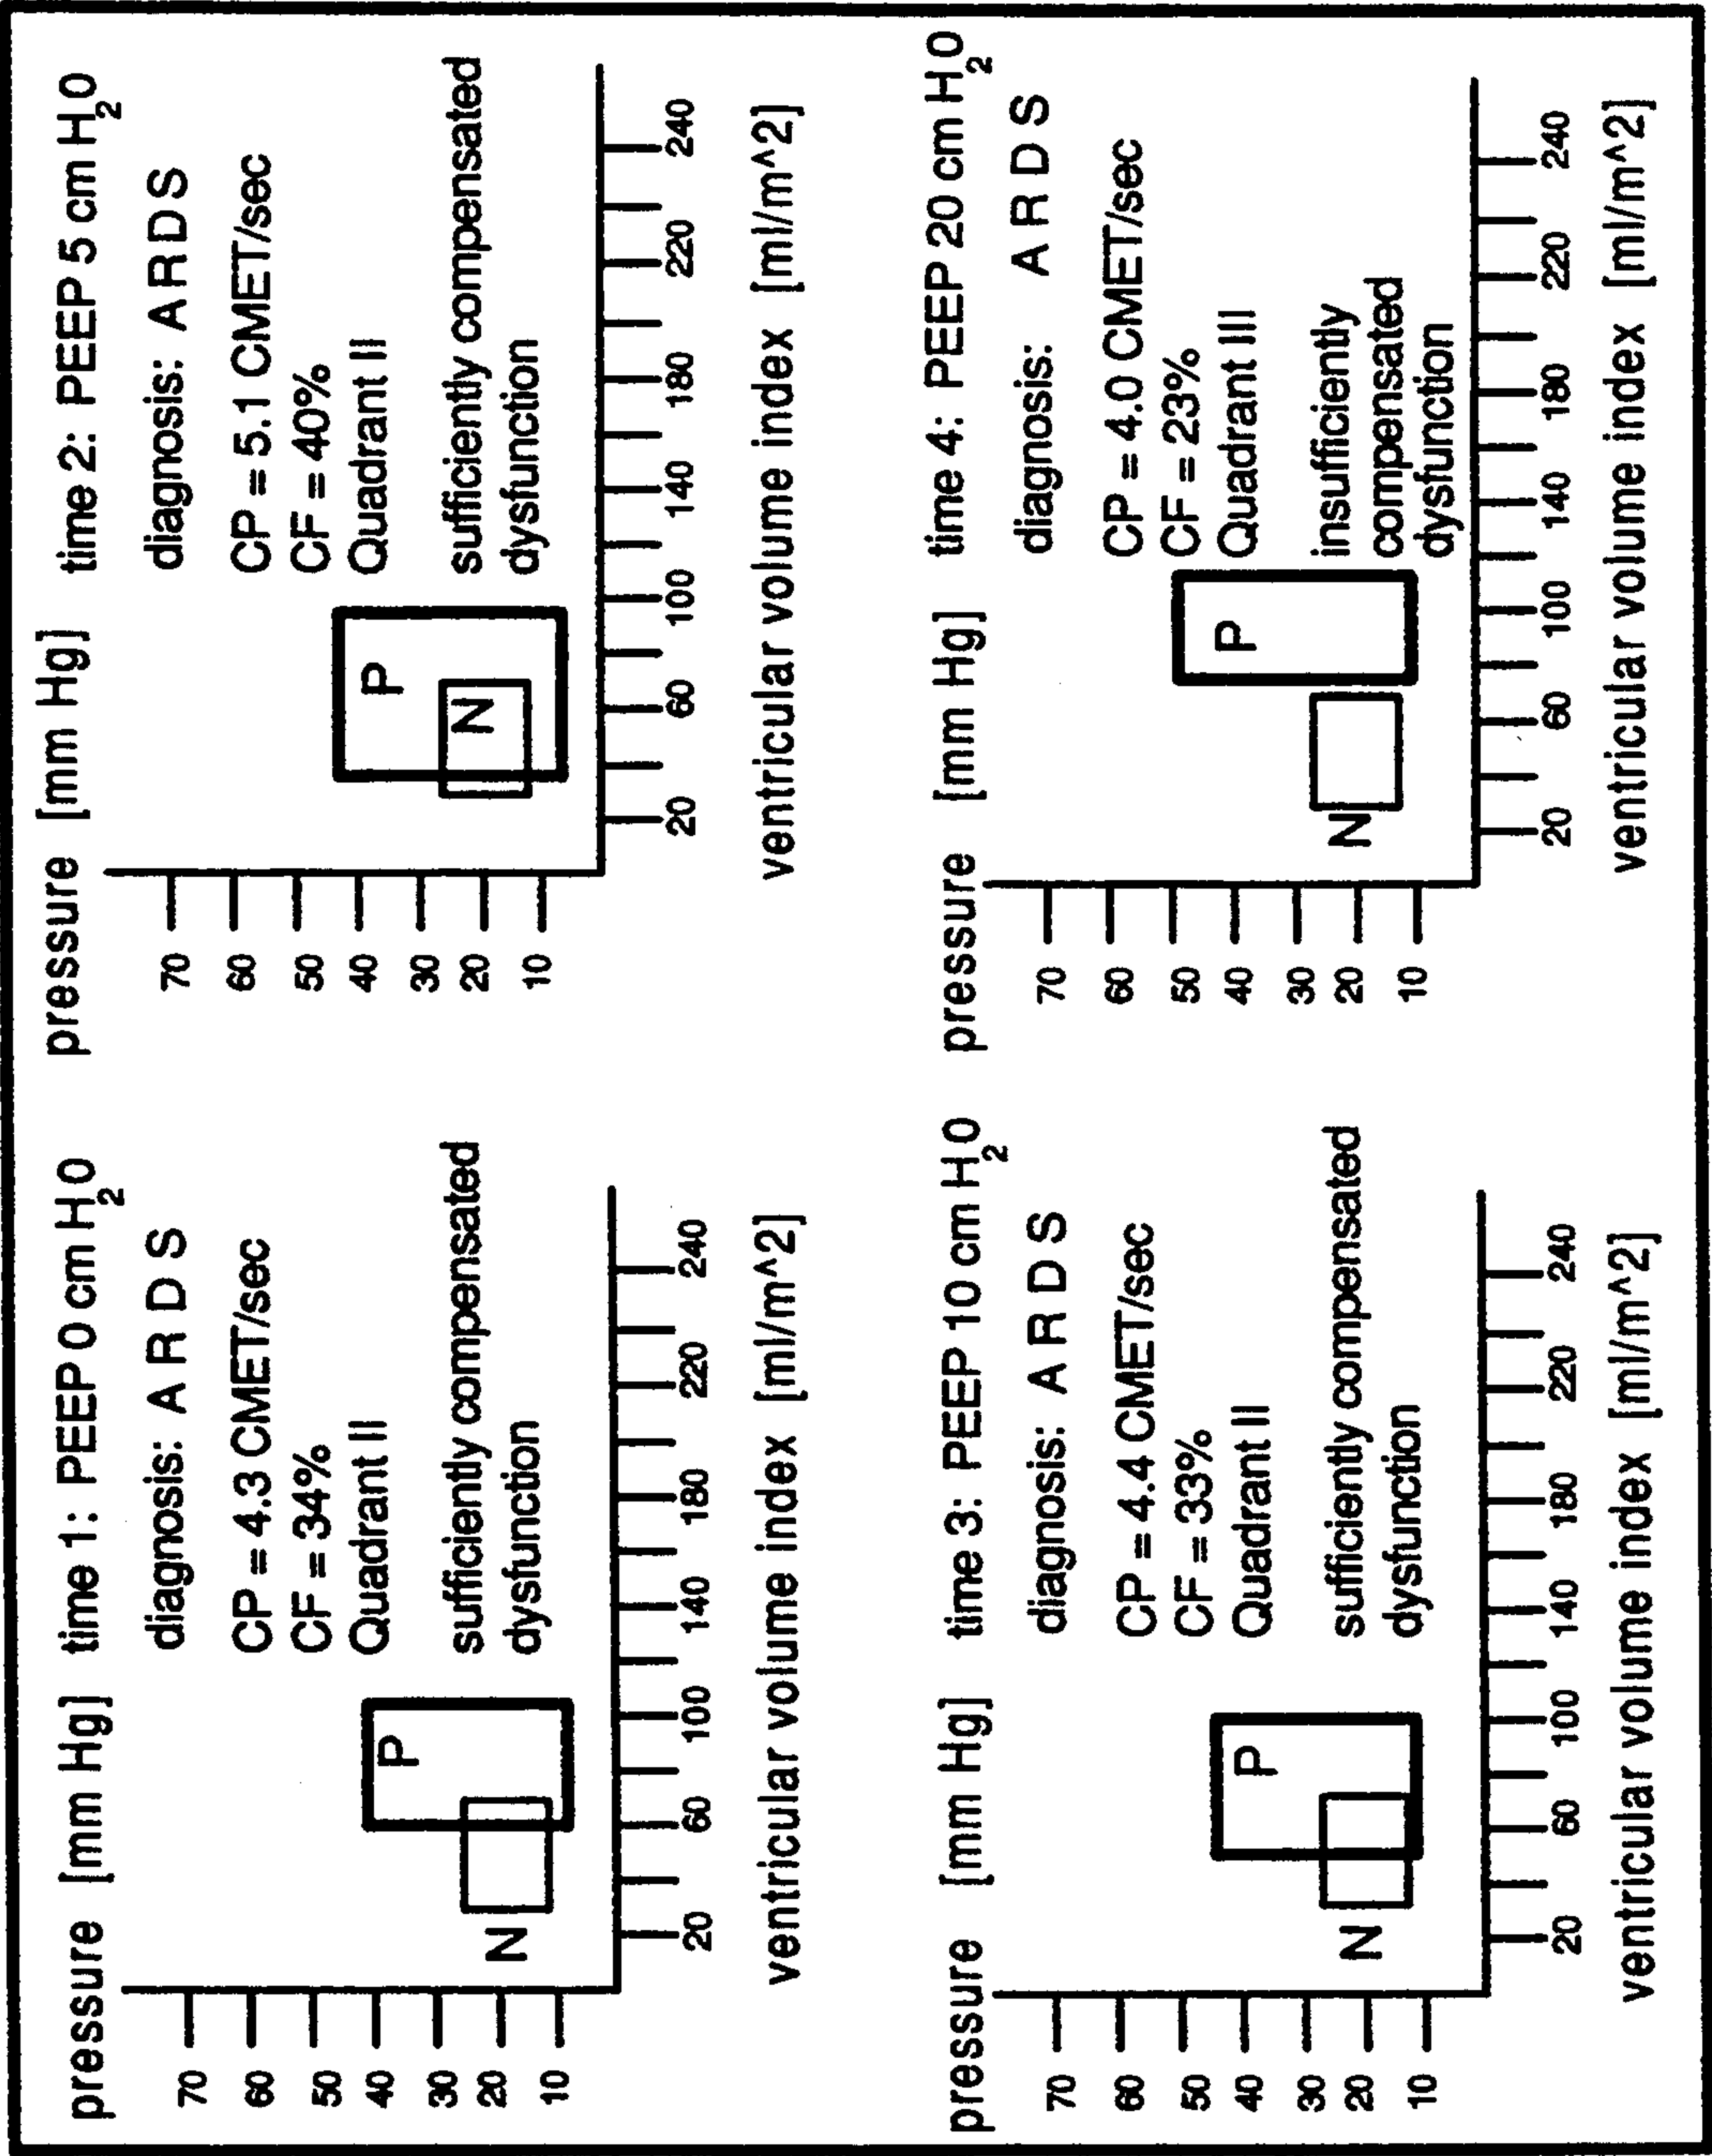 pressure [mm Hg] time 1: PEEP 0 cm H2O
diagnosis: A R D S
CP = 4.3 CMET/sec
CF = 34%
Quadrant II
sufficiently compensated
dysfunction
70
60
50
40
30
20
10
P
N
20 60 100 140 180 220 240
ventricular volume index [ml/m^2]
pressure [mm Hg] time 2: PEEP 5 cm H2O
diagnosis: A R D S
CP = 5.1 CMET/sec
CF = 40%
Quadrant II
sufficiently compensated
dysfunction
70
60
50
40
30
20
10
P
N
20 60 100 140 180 220 240
ventricular volume index [ml/m^2]
pressure [mm Hg] time 3: PEEP 10 cm H2O
diagnosis: A R D S
CP = 4.4 CMET/sec
CF = 33%
Quadrant II
sufficiently compensated
dysfunction
70
60
50
40
30
20
10
P
N
20 60 100 140 180 220 240
ventricular volume index [ml/m^2]
pressure [mm Hg] time 4: PEEP 20 cm H2O
diagnosis: A R D S
CP = 4.0 CMET/sec
CF = 23%
Quadrant III
insufficiently
compensated
dysfunction
70
60
50
40
30
20
10
P
N
20 60 100 140 180 220 240
ventricular volume index [ml/m^2]